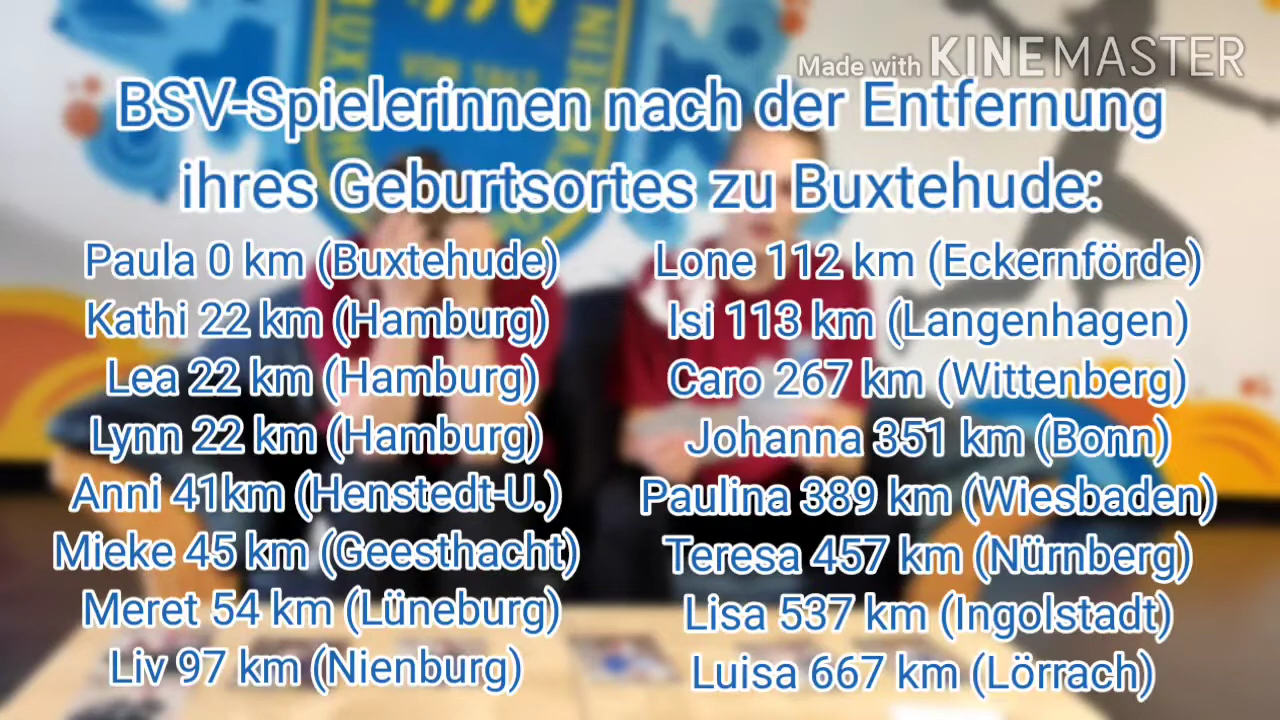 Made with KINEMASTER
BSV-Spielerinnen nach der Entfernung
ihres Geburtsortes zu Buxtehude:
Paula 0 km (Buxtehude)
Kathi 22 km (Hamburg)
Lea 22 km (Hamburg)
Lynn 22 km (Hamburg)
Anni 41km (Henstedt-U.)
Mieke 45 km (Geesthacht)
Meret 54 km (Lüneburg)
Liv 97 km (Nienburg)
Lone 112 km (Eckernförde)
Isi 113 km (Langenhagen)
Caro 267 km (Wittenberg)
Johanna 351 km (Bonn)
Paulina 389 km (Wiesbaden)
Teresa 457 km (Nürnberg)
Lisa 537 km (Ingolstadt)
Luisa 667 km (Lörrach)